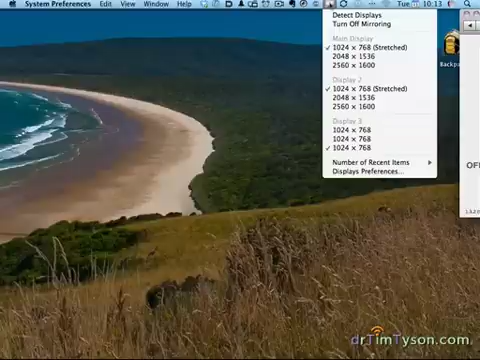 System Preferences Edit View Window Help
Tue 10:13
Detect Displays
Turn Off Mirroring
Main Display
✓ 1024 × 768 (Stretched)
2048 × 1536
2560 × 1600
Display 2
✓ 1024 × 768 (Stretched)
2048 × 1536
2560 × 1600
Display 3
1024 × 768
1024 × 768
✓ 1024 × 768
Number of Recent Items
Displays Preferences...
Backpa
OF
drTimTyson.com